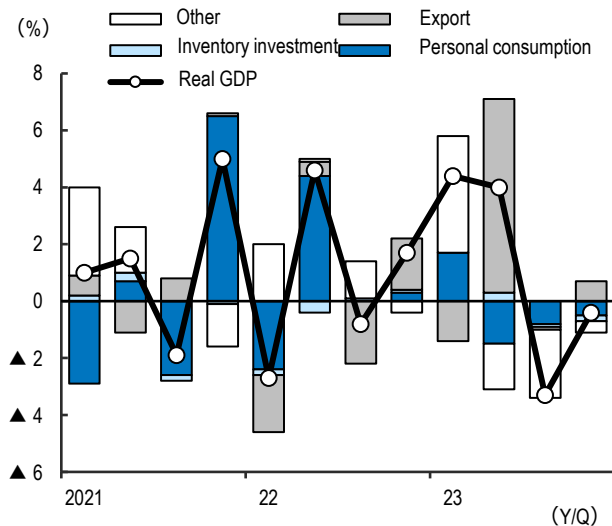 (%)
Other
Export
Inventory investment
Personal consumption
Real GDP
8
6
4
2
0
▲ 2
▲ 4
▲ 6
2021
22
23
(Y/Q)